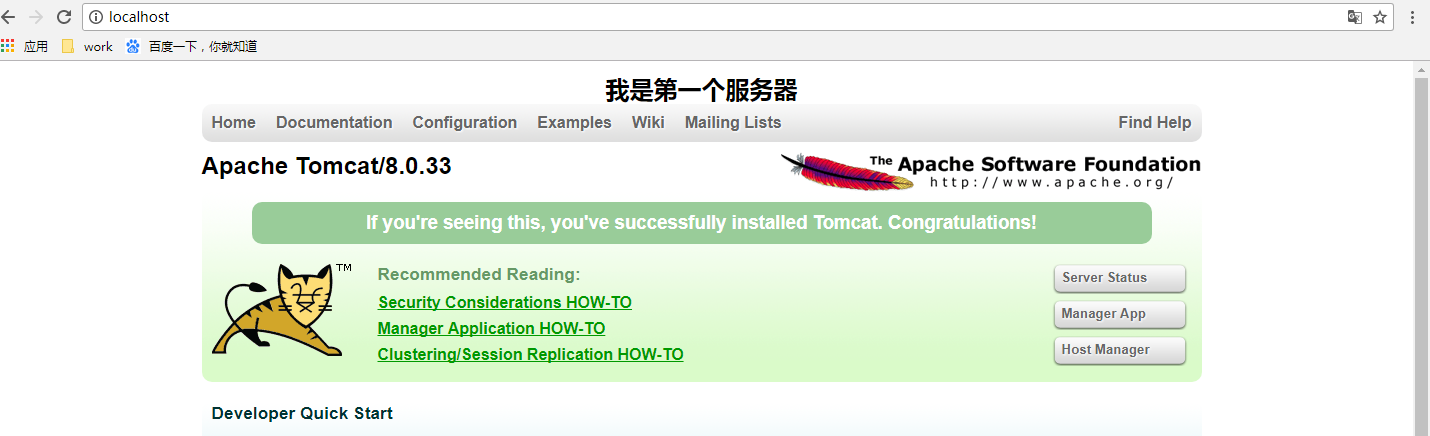 localhost
应用 work 百度一下，你就知道
我是第一个服务器
Home Documentation Configuration Examples Wiki Mailing Lists Find Help
Apache Tomcat/8.0.33
The Apache Software Foundation
http://www.apache.org/
If you're seeing this, you've successfully installed Tomcat. Congratulations!
TM
Recommended Reading:
Security Considerations HOW-TO
Manager Application HOW-TO
Clustering/Session Replication HOW-TO
Server Status
Manager App
Host Manager
Developer Quick Start